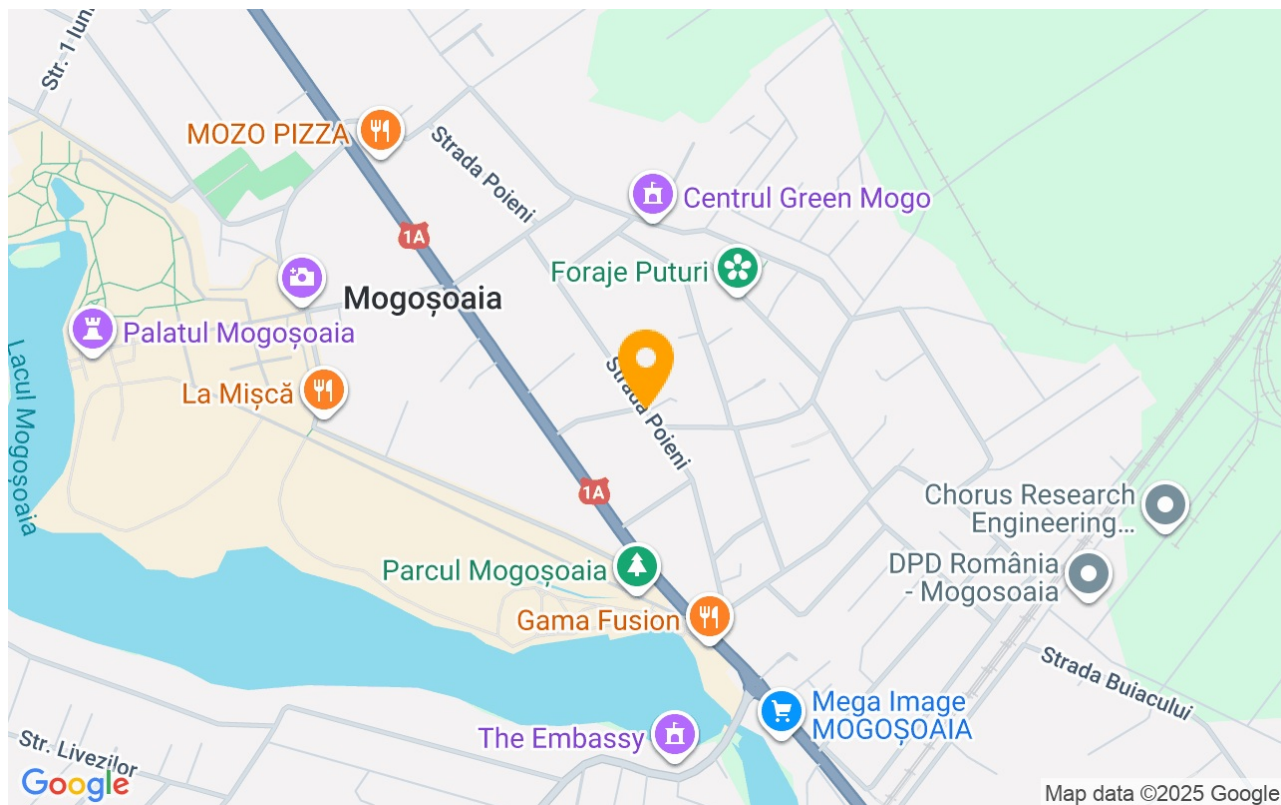 Str. 1 Iuni
MOZO PIZZA
Strada Poieni
Centrul Green Mogo
1A
Foraje Puturi
Mogoșoaia
Palatul Mogoșoaia
Lacul Mogoșoaia
La Mișcă
Strada Poieni
1A
Chorus Research
Engineering...
DPD România
- Mogosoaia
Parcul Mogoșoaia
Gama Fusion
Strada Buiacului
Mega Image
MOGOȘOAIA
The Embassy
Str. Livezilor
Google
Map data ©2025 Google